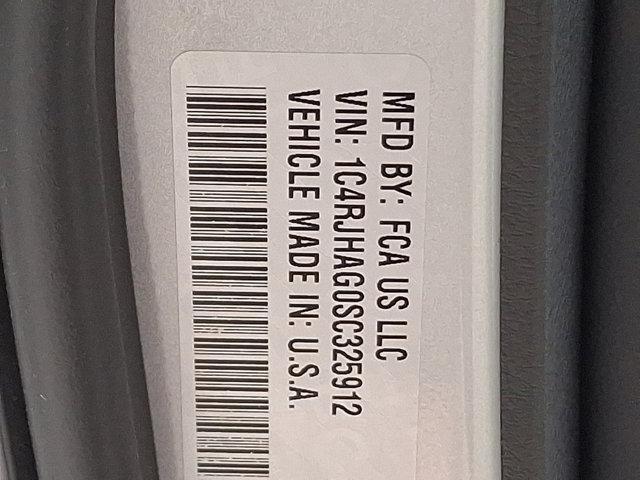 MFD BY: FCA US LLC
VIN: 1C4RJHAG0SC325912
VEHICLE MADE IN: U.S.A.